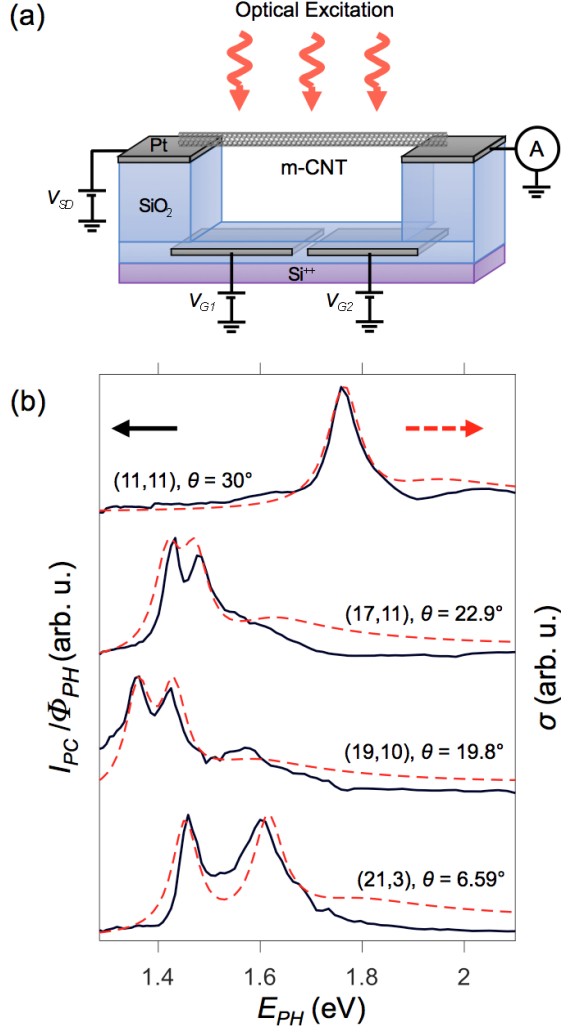 (a)
Optical Excitation
Pt
m-CNT
A
V_SD
SiO₂
Si⁺⁺
V_G1
V_G2
(b)
(11,11), θ = 30°
(17,11), θ = 22.9°
(19,10), θ = 19.8°
(21,3), θ = 6.59°
I_PC /Φ_PH (arb. u.)
σ (arb. u.)
1.4 1.6 1.8 2
E_PH (eV)